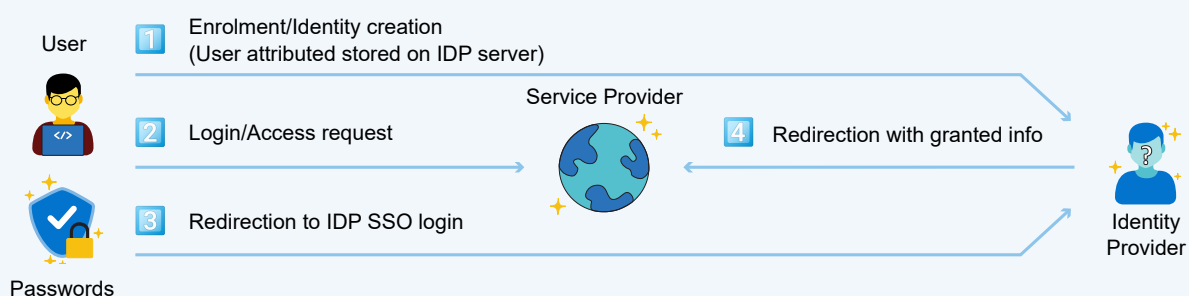 User
1
Enrolment/Identity creation
(User attributed stored on IDP server)
Service Provider
2
Login/Access request
4
Redirection with granted info
</>
?
3
Redirection to IDP SSO login
Identity
Provider
Passwords